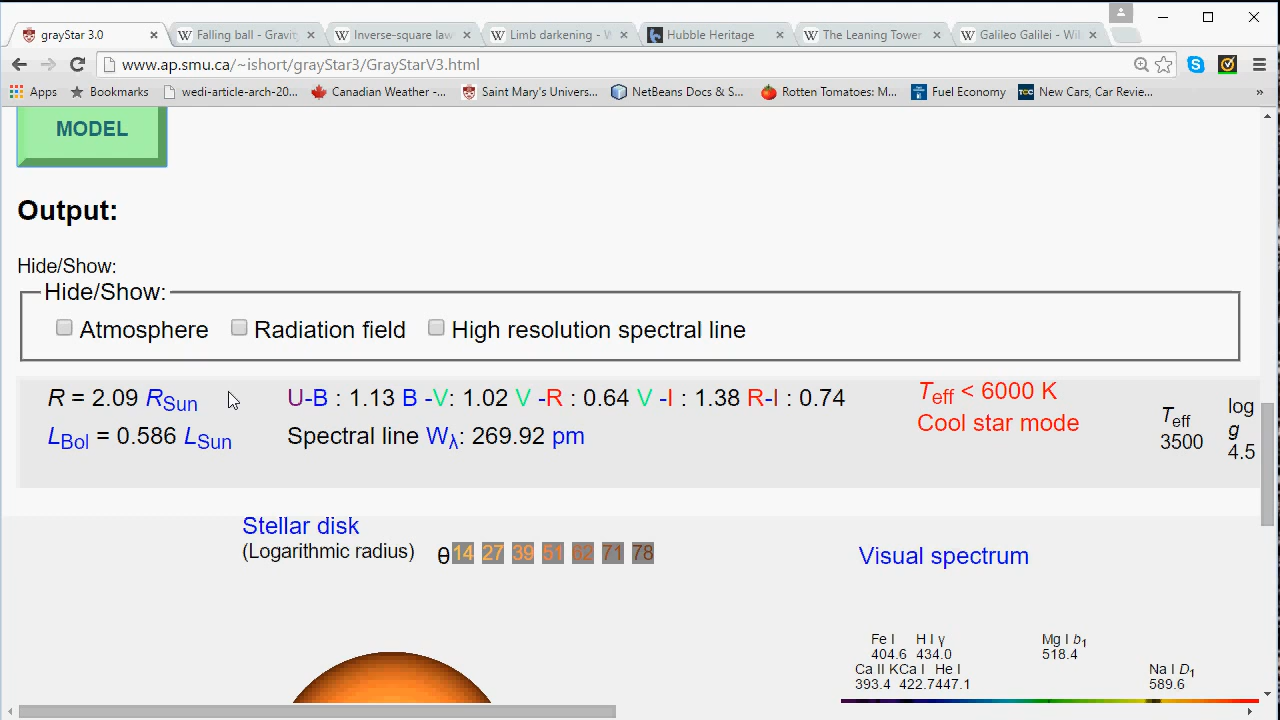 grayStar 3.0
Falling ball - Gravity
Inverse-square law
Limb darkening - W
Hubble Heritage
The Leaning Tower
Galileo Galilei - Wil
www.ap.smu.ca/~ishort/grayStar3/GrayStarV3.html
Apps Bookmarks wedi-article-arch-20... Canadian Weather -... Saint Mary's Univers... NetBeans Docs & S... Rotten Tomatoes: M... Fuel Economy New Cars, Car Revie... »
MODEL
Output:
Hide/Show:
Hide/Show:
Atmosphere Radiation field High resolution spectral line
R = 2.09 RSun U-B : 1.13 B -V: 1.02 V -R : 0.64 V -I : 1.38 R-I : 0.74
LBol = 0.586 LSun Spectral line Wλ: 269.92 pm
Teff < 6000 K
Cool star mode
Teff
3500
log
g
4.5
Stellar disk
(Logarithmic radius) θ 14 27 39 51 62 71 78
Visual spectrum
Fe I H I γ Mg I b1
404.6 434.0 518.4
Ca II K Ca I He I Na I D1
393.4 422.7 447.1 589.6